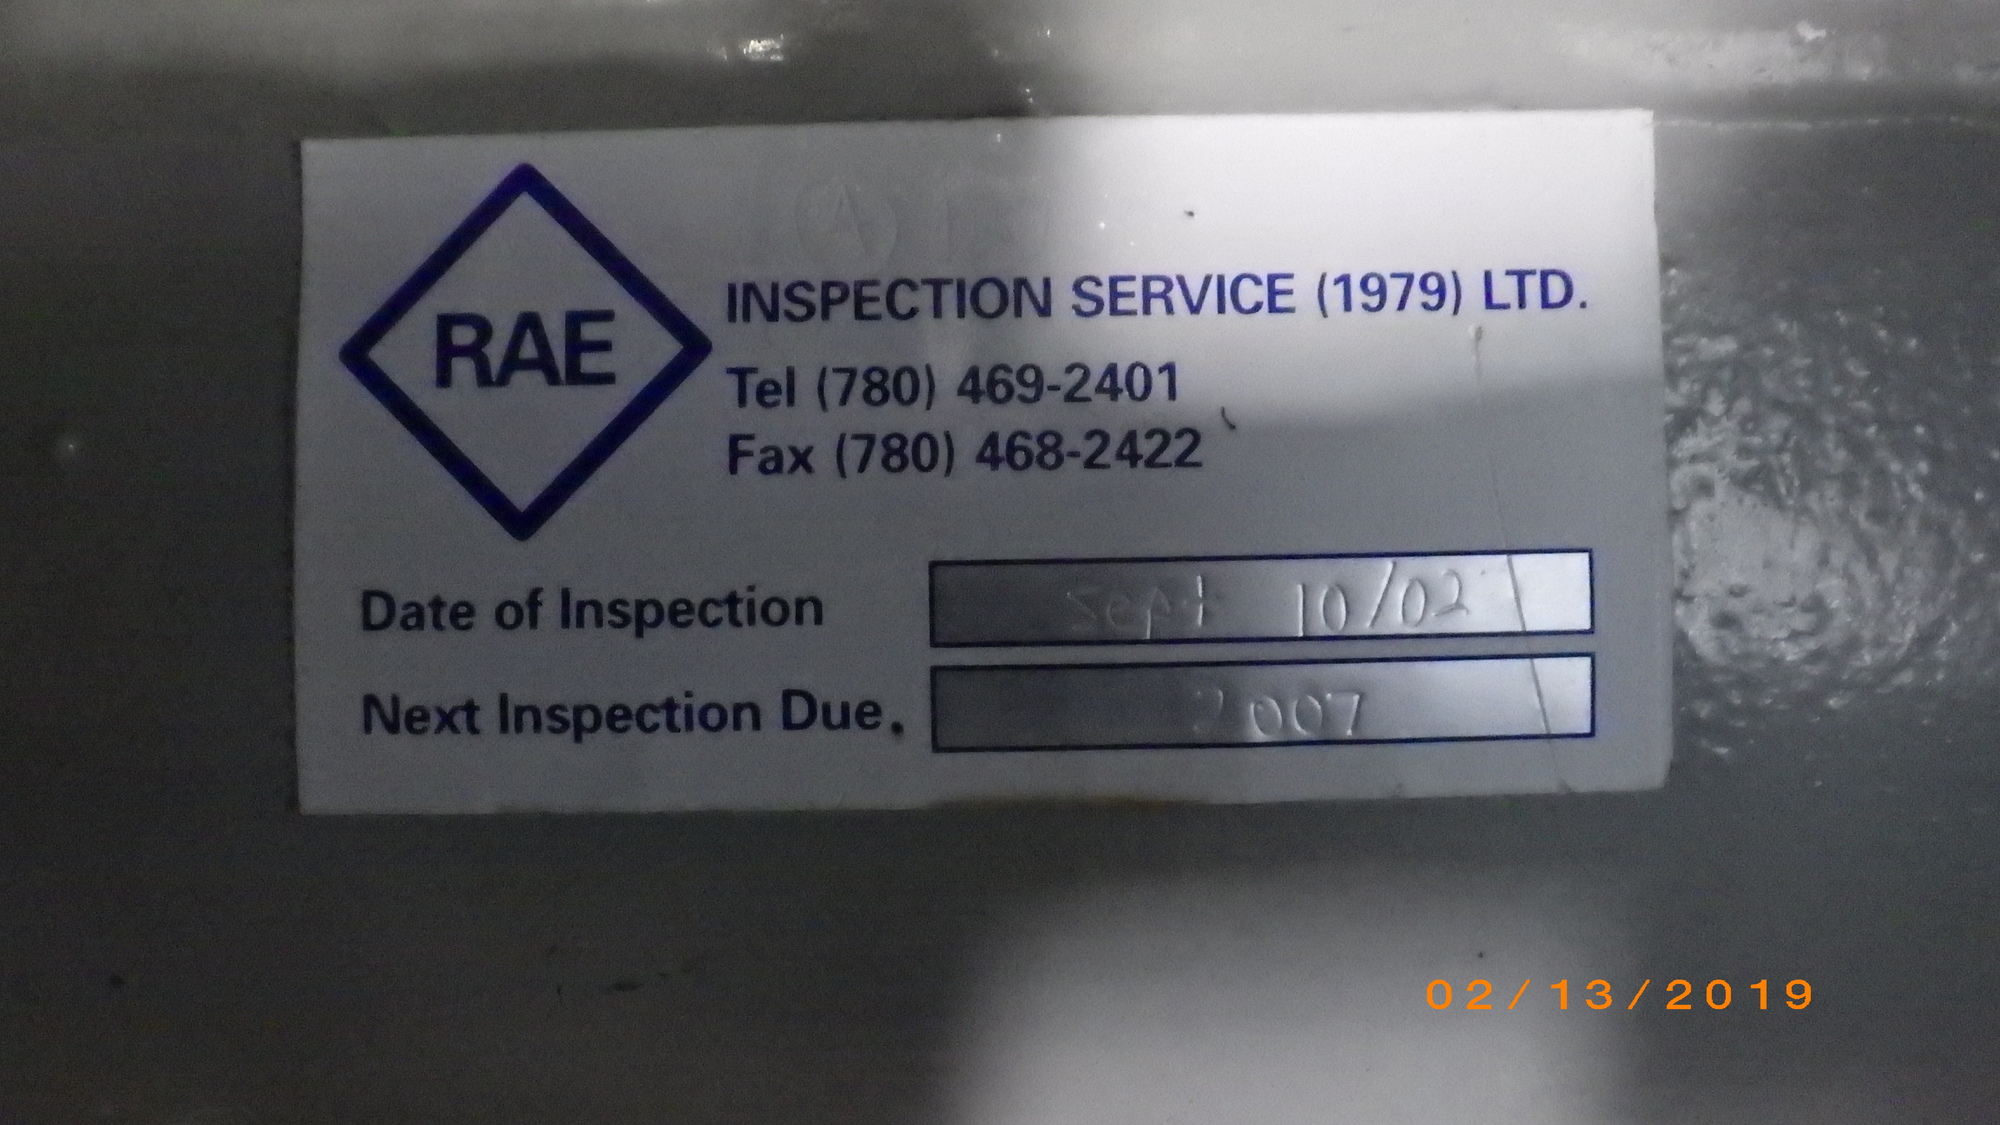 RAE
INSPECTION SERVICE (1979) LTD.
Tel (780) 469-2401
Fax (780) 468-2422
Date of Inspection Sept 10/02
Next Inspection Due. 2007
02/13/2019